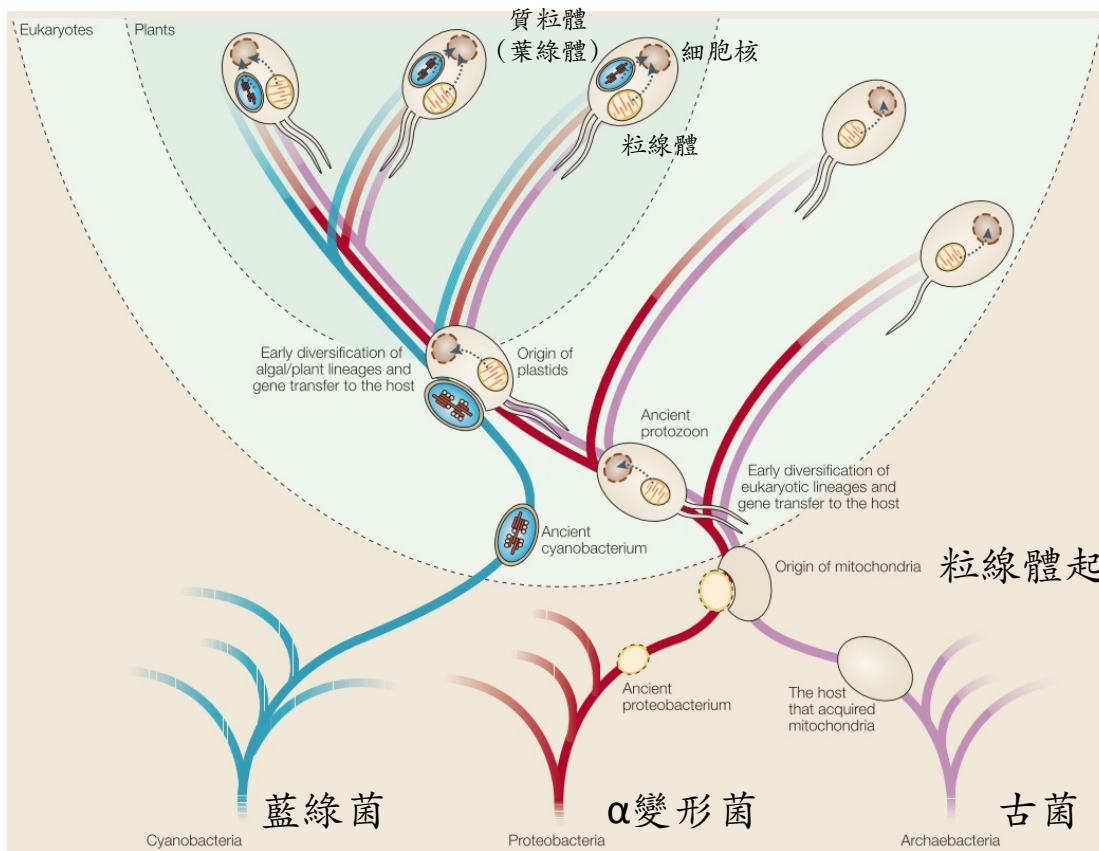 Eukaryotes
Plants
質粒體
(葉綠體)
細胞核
粒線體
Early diversification of
algal/plant lineages and
gene transfer to the host
Origin of
plastids
Ancient
protozoon
Early diversification of
eukaryotic lineages and
gene transfer to the host
Ancient
cyanobacterium
Origin of mitochondria
粒線體起
Ancient
proteobacterium
The host
that acquired
mitochondria
藍綠菌
α變形菌
古菌
Cyanobacteria
Proteobacteria
Archaebacteria